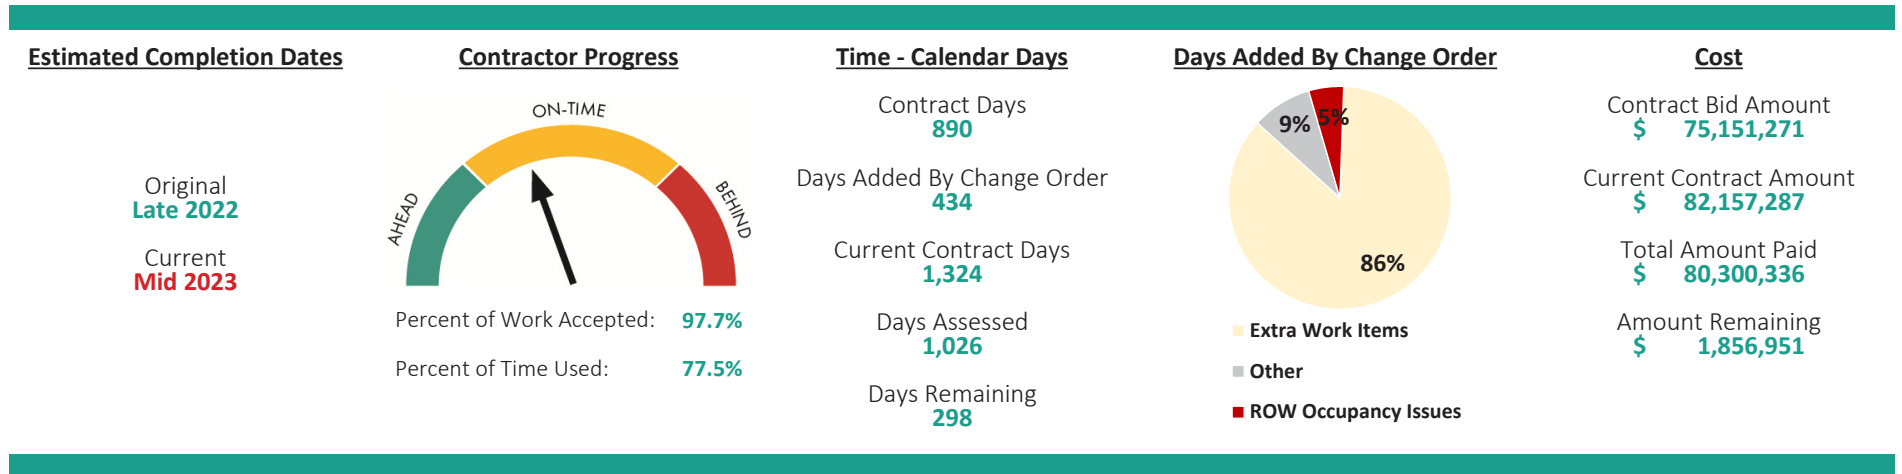 Estimated Completion Dates
Original
Late 2022
Current
Mid 2023
Contractor Progress
ON-TIME
AHEAD
BEHIND
Percent of Work Accepted: 97.7%
Percent of Time Used: 77.5%
Time - Calendar Days
Contract Days
890
Days Added By Change Order
434
Current Contract Days
1,324
Days Assessed
1,026
Days Remaining
298
Days Added By Change Order
9%
5%
86%
Extra Work Items
Other
ROW Occupancy Issues
Cost
Contract Bid Amount
$ 75,151,271
Current Contract Amount
$ 82,157,287
Total Amount Paid
$ 80,300,336
Amount Remaining
$ 1,856,951